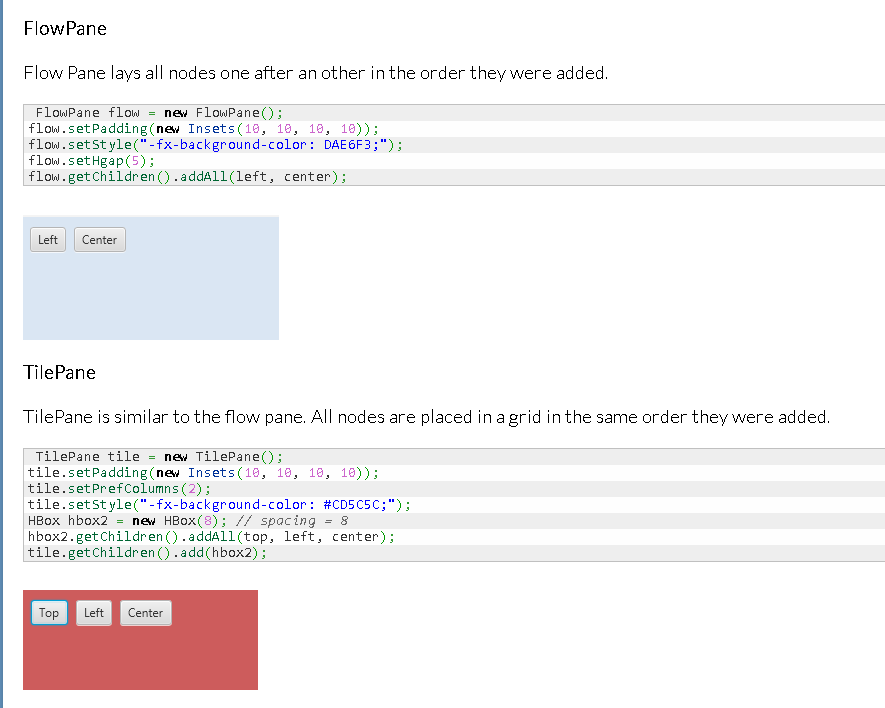 FlowPane
Flow Pane lays all nodes one after an other in the order they were added.
FlowPane flow = new FlowPane();
flow.setPadding(new Insets(10, 10, 10, 10));
flow.setStyle("-fx-background-color: DAE6F3;");
flow.setHgap(5);
flow.getChildren().addAll(left, center);
Left Center
TilePane
TilePane is similar to the flow pane. All nodes are placed in a grid in the same order they were added.
TilePane tile = new TilePane();
tile.setPadding(new Insets(10, 10, 10, 10));
tile.setPrefColumns(2);
tile.setStyle("-fx-background-color: #CD5C5C;");
HBox hbox2 = new HBox(8); // spacing = 8
hbox2.getChildren().addAll(top, left, center);
tile.getChildren().add(hbox2);
Top Left Center